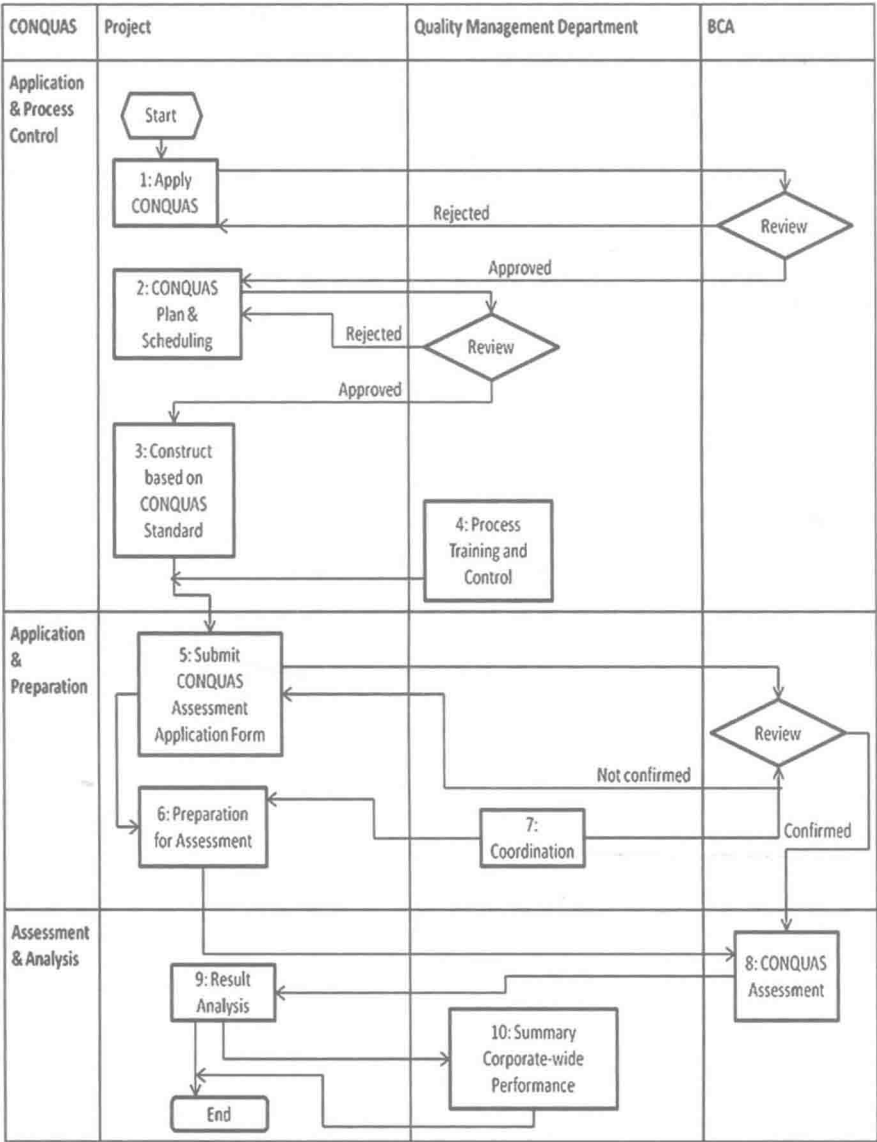 CONQUAS
Project
Quality Management Department
BCA
Application
& Process
Control
Start
1: Apply
CONQUAS
Review
Rejected
Approved
2: CONQUAS
Plan &
Scheduling
Rejected
Review
Approved
3: Construct
based on
CONQUAS
Standard
4: Process
Training and
Control
Application
&
Preparation
5: Submit
CONQUAS
Assessment
Application Form
Review
Not confirmed
6: Preparation
for Assessment
7:
Coordination
Confirmed
Assessment
& Analysis
8: CONQUAS
Assessment
9: Result
Analysis
10: Summary
Corporate-wide
Performance
End